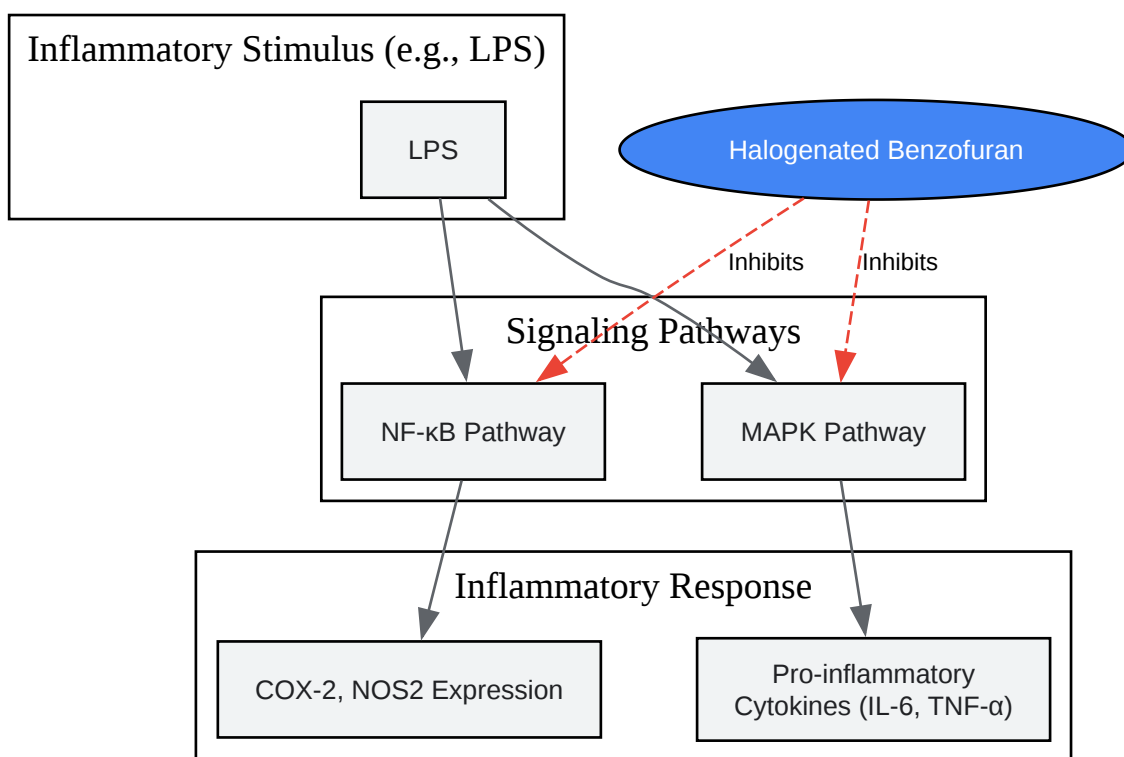 Inflammatory Stimulus (e.g., LPS)
LPS
Halogenated Benzofuran
Inhibits
Inhibits
Signaling Pathways
NF-κB Pathway
MAPK Pathway
Inflammatory Response
COX-2, NOS2 Expression
Pro-inflammatory
Cytokines (IL-6, TNF-α)